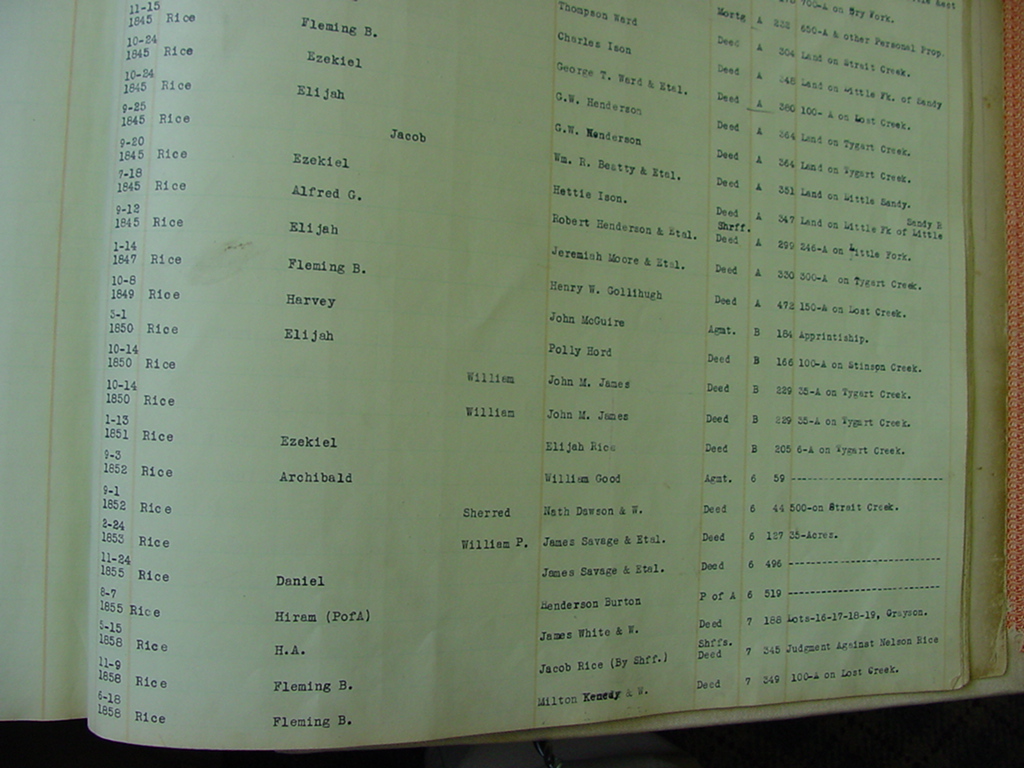 700-A on Dry Fork.
Mortg A 232 650-A & other Personal Prop.
Thompson Ward Deed A 304 Land on Strait Creek.
Charles Ison Deed A 348 Land on Little Fk. of Sandy
11-15
1845 Rice Fleming B. George T. Ward & Etal. Deed A 360 100-A on Lost Creek.
10-24
1845 Rice Ezekiel G.W. Henderson Deed A 364 Land on Tygart Creek.
10-24
1845 Rice Elijah G.W. Henderson Deed A 364 Land on Tygart Creek.
9-25
1845 Rice Jacob Wm. R. Beatty & Etal. Deed A 351 Land on Little Sandy.
9-20
1845 Rice Ezekiel Hettie Ison. Deed A 347 Land on Little Fk of Little Sandy
7-18
1845 Rice Alfred G. Robert Henderson & Etal. Shrff. Deed A 299 246-A on Little Fork.
9-12
1845 Rice Elijah Jeremiah Moore & Etal. Deed A 330 300-A on Tygart Creek.
1-14
1847 Rice Fleming B. Henry W. Gollihugh Deed A 472 150-A on Lost Creek.
10-8
1849 Rice Harvey John McGuire Agmt. B 184 Apprintiship.
3-1
1850 Rice Elijah Polly Hord Deed B 166 100-A on Stinson Creek.
10-14
1850 Rice William John M. James Deed B 229 35-A on Tygart Creek.
10-14
1850 Rice William John M. James Deed B 229 35-A on Tygart Creek.
1-13
1851 Rice Ezekiel Elijah Rice Deed B 205 6-A on Tygart Creek.
9-3
1852 Rice Archibald William Good Agmt. 6 59 --------------------
9-1
1852 Rice Sherred Nath Dawson & W. Deed 6 44 500-on Strait Creek.
2-24
1853 Rice William P. James Savage & Etal. Deed 6 127 35-Acres.
11-24
1855 Rice Daniel James Savage & Etal. Deed 6 496 --------------------
8-7
1855 Rice Hiram (PofA) Henderson Burton P of A 6 519 --------------------
5-15
1858 Rice H.A. James White & W. Deed 7 188 Lots-16-17-18-19, Grayson.
11-9
1858 Rice Fleming B. Jacob Rice (By Shff.) Shffs. Deed 7 345 Judgment Against Nelson Rice
6-18
1858 Rice Fleming B. Milton Kenedy & W. Deed 7 349 100-A on Lost Creek.